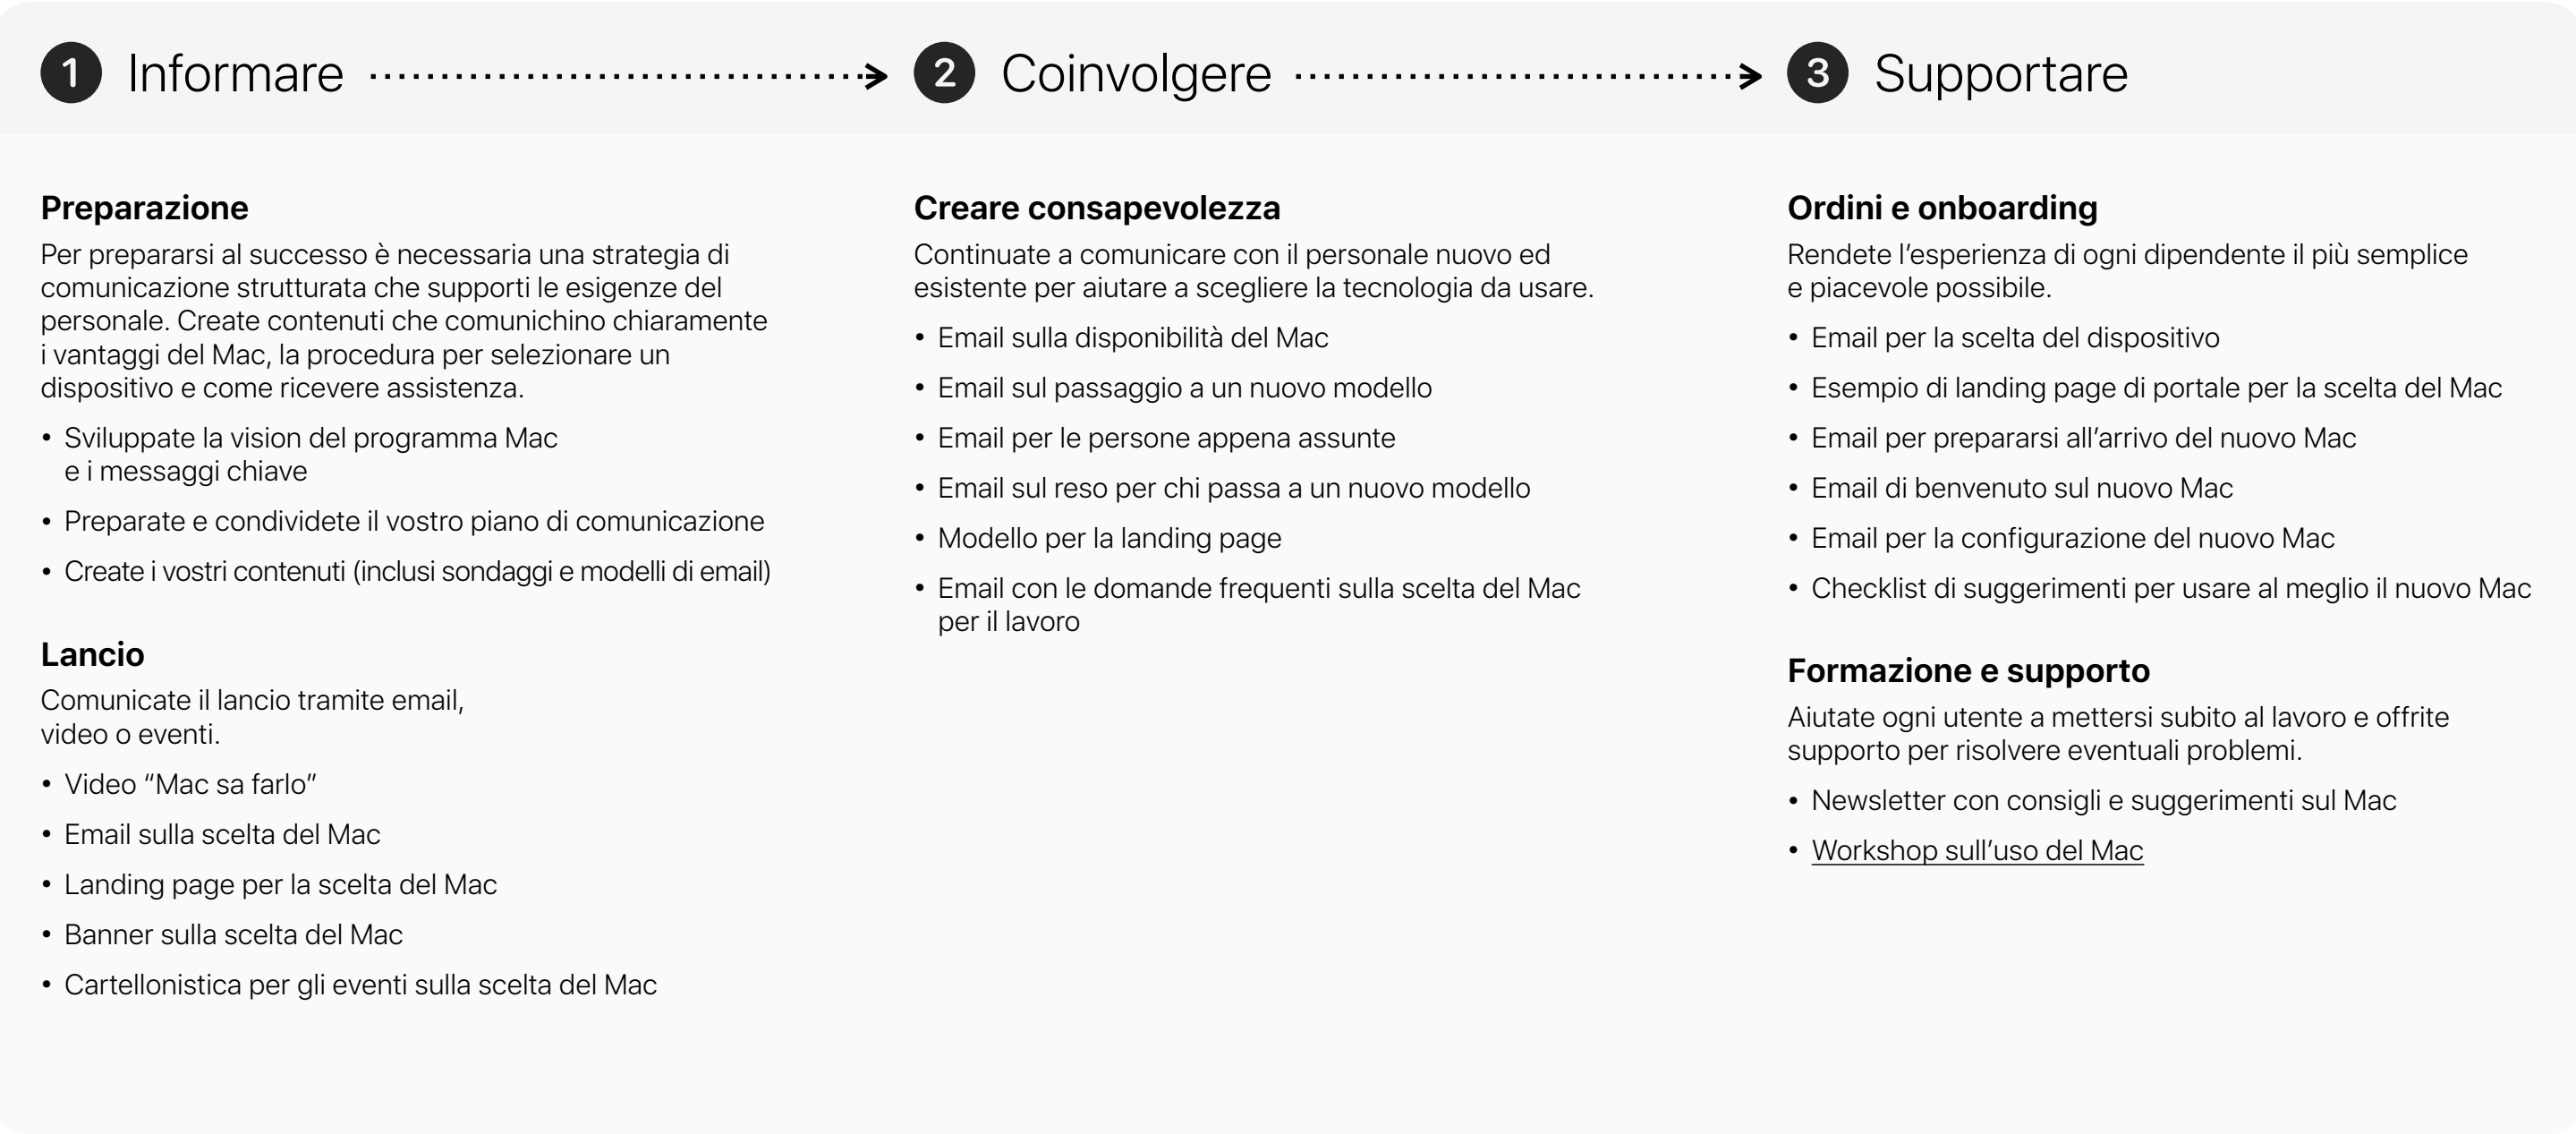 1 Informare
2 Coinvolgere
3 Supportare
Preparazione
Per prepararsi al successo è necessaria una strategia di
comunicazione strutturata che supporti le esigenze del
personale. Create contenuti che comunichino chiaramente
i vantaggi del Mac, la procedura per selezionare un
dispositivo e come ricevere assistenza.
• Sviluppate la vision del programma Mac
e i messaggi chiave
• Preparate e condividete il vostro piano di comunicazione
• Create i vostri contenuti (inclusi sondaggi e modelli di email)
Lancio
Comunicate il lancio tramite email,
video o eventi.
• Video “Mac sa farlo”
• Email sulla scelta del Mac
• Landing page per la scelta del Mac
• Banner sulla scelta del Mac
• Cartellonistica per gli eventi sulla scelta del Mac
Creare consapevolezza
Continuate a comunicare con il personale nuovo ed
esistente per aiutare a scegliere la tecnologia da usare.
• Email sulla disponibilità del Mac
• Email sul passaggio a un nuovo modello
• Email per le persone appena assunte
• Email sul reso per chi passa a un nuovo modello
• Modello per la landing page
• Email con le domande frequenti sulla scelta del Mac
per il lavoro
Ordini e onboarding
Rendete l’esperienza di ogni dipendente il più semplice
e piacevole possibile.
• Email per la scelta del dispositivo
• Esempio di landing page di portale per la scelta del Mac
• Email per prepararsi all’arrivo del nuovo Mac
• Email di benvenuto sul nuovo Mac
• Email per la configurazione del nuovo Mac
• Checklist di suggerimenti per usare al meglio il nuovo Mac
Formazione e supporto
Aiutate ogni utente a mettersi subito al lavoro e offrite
supporto per risolvere eventuali problemi.
• Newsletter con consigli e suggerimenti sul Mac
• Workshop sull’uso del Mac